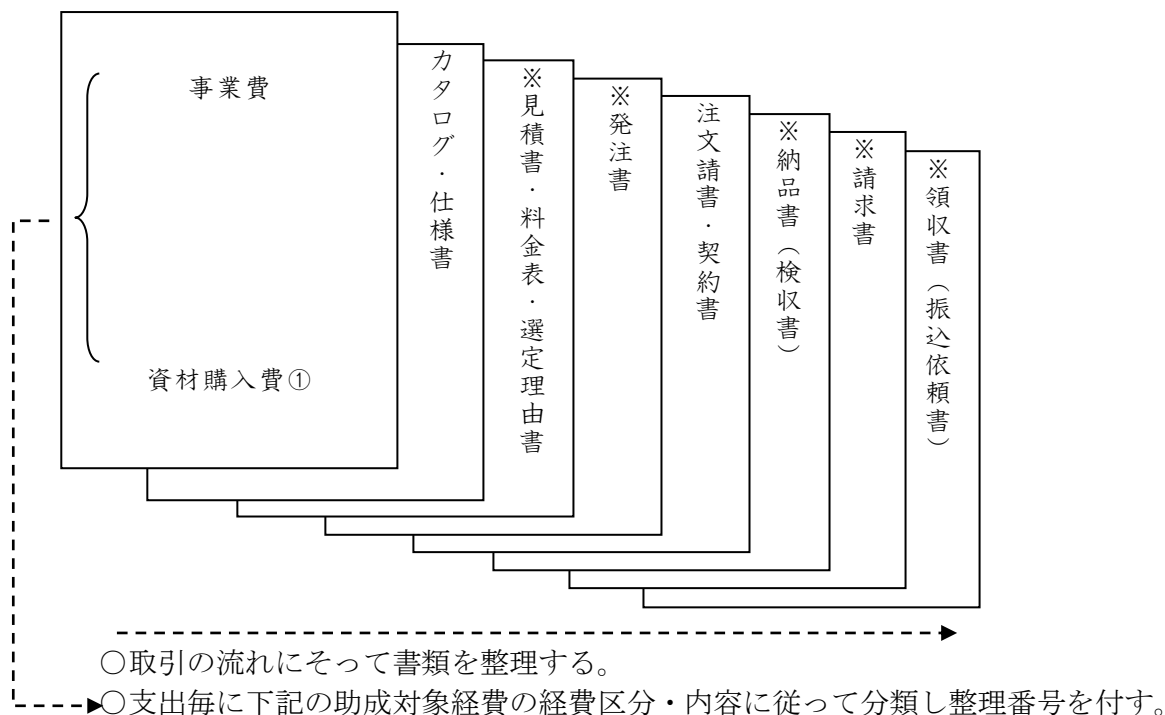 事業費
資材購入費①
カタログ・仕様書
※見積書・料金表・選定理由書
※発注書
注文請書・契約書
※納品書（検収書）
※請求書
※領収書（振込依頼書）
○取引の流れにそって書類を整理する。
○支出毎に下記の助成対象経費の経費区分・内容に従って分類し整理番号を付す。